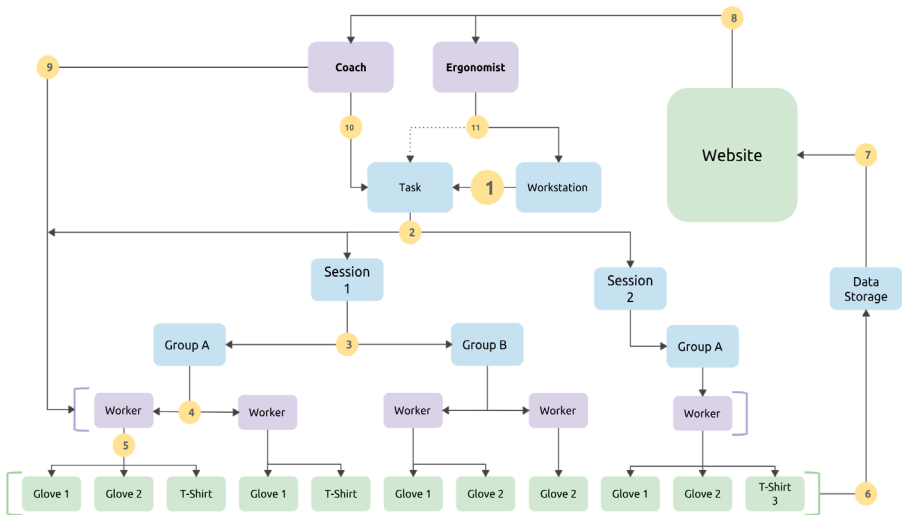 8
9
Coach
Ergonomist
10
11
Website
7
Task
1
Workstation
2
Session
1
Session
2
Data
Storage
Group A
3
Group B
Group A
Worker
4
Worker
Worker
Worker
Worker
5
Glove 1
Glove 2
T-Shirt
Glove 1
T-Shirt
Glove 1
Glove 2
Glove 2
Glove 1
Glove 2
T-Shirt
3
6